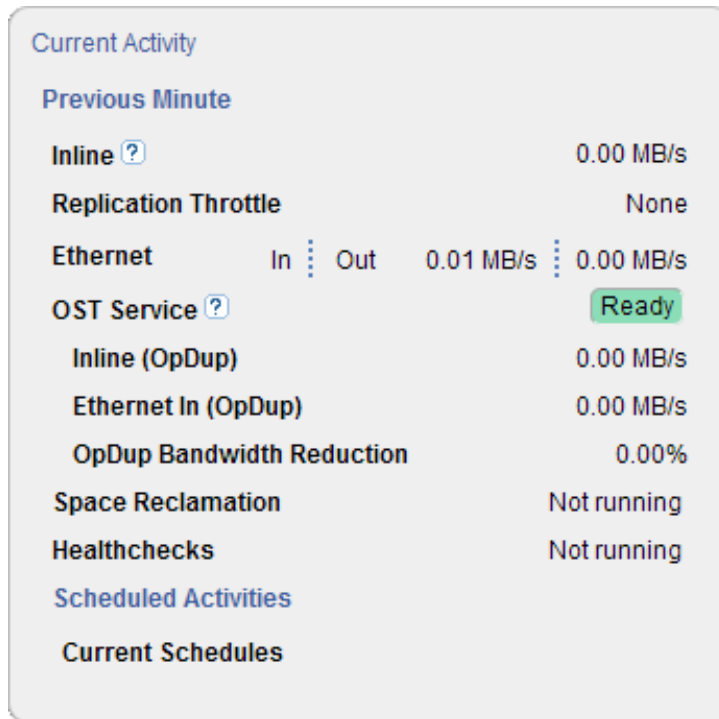 Current Activity
Previous Minute
Inline ? 0.00 MB/s
Replication Throttle None
Ethernet In Out 0.01 MB/s 0.00 MB/s
OST Service ? Ready
Inline (OpDup) 0.00 MB/s
Ethernet In (OpDup) 0.00 MB/s
OpDup Bandwidth Reduction 0.00%
Space Reclamation Not running
Healthchecks Not running
Scheduled Activities
Current Schedules